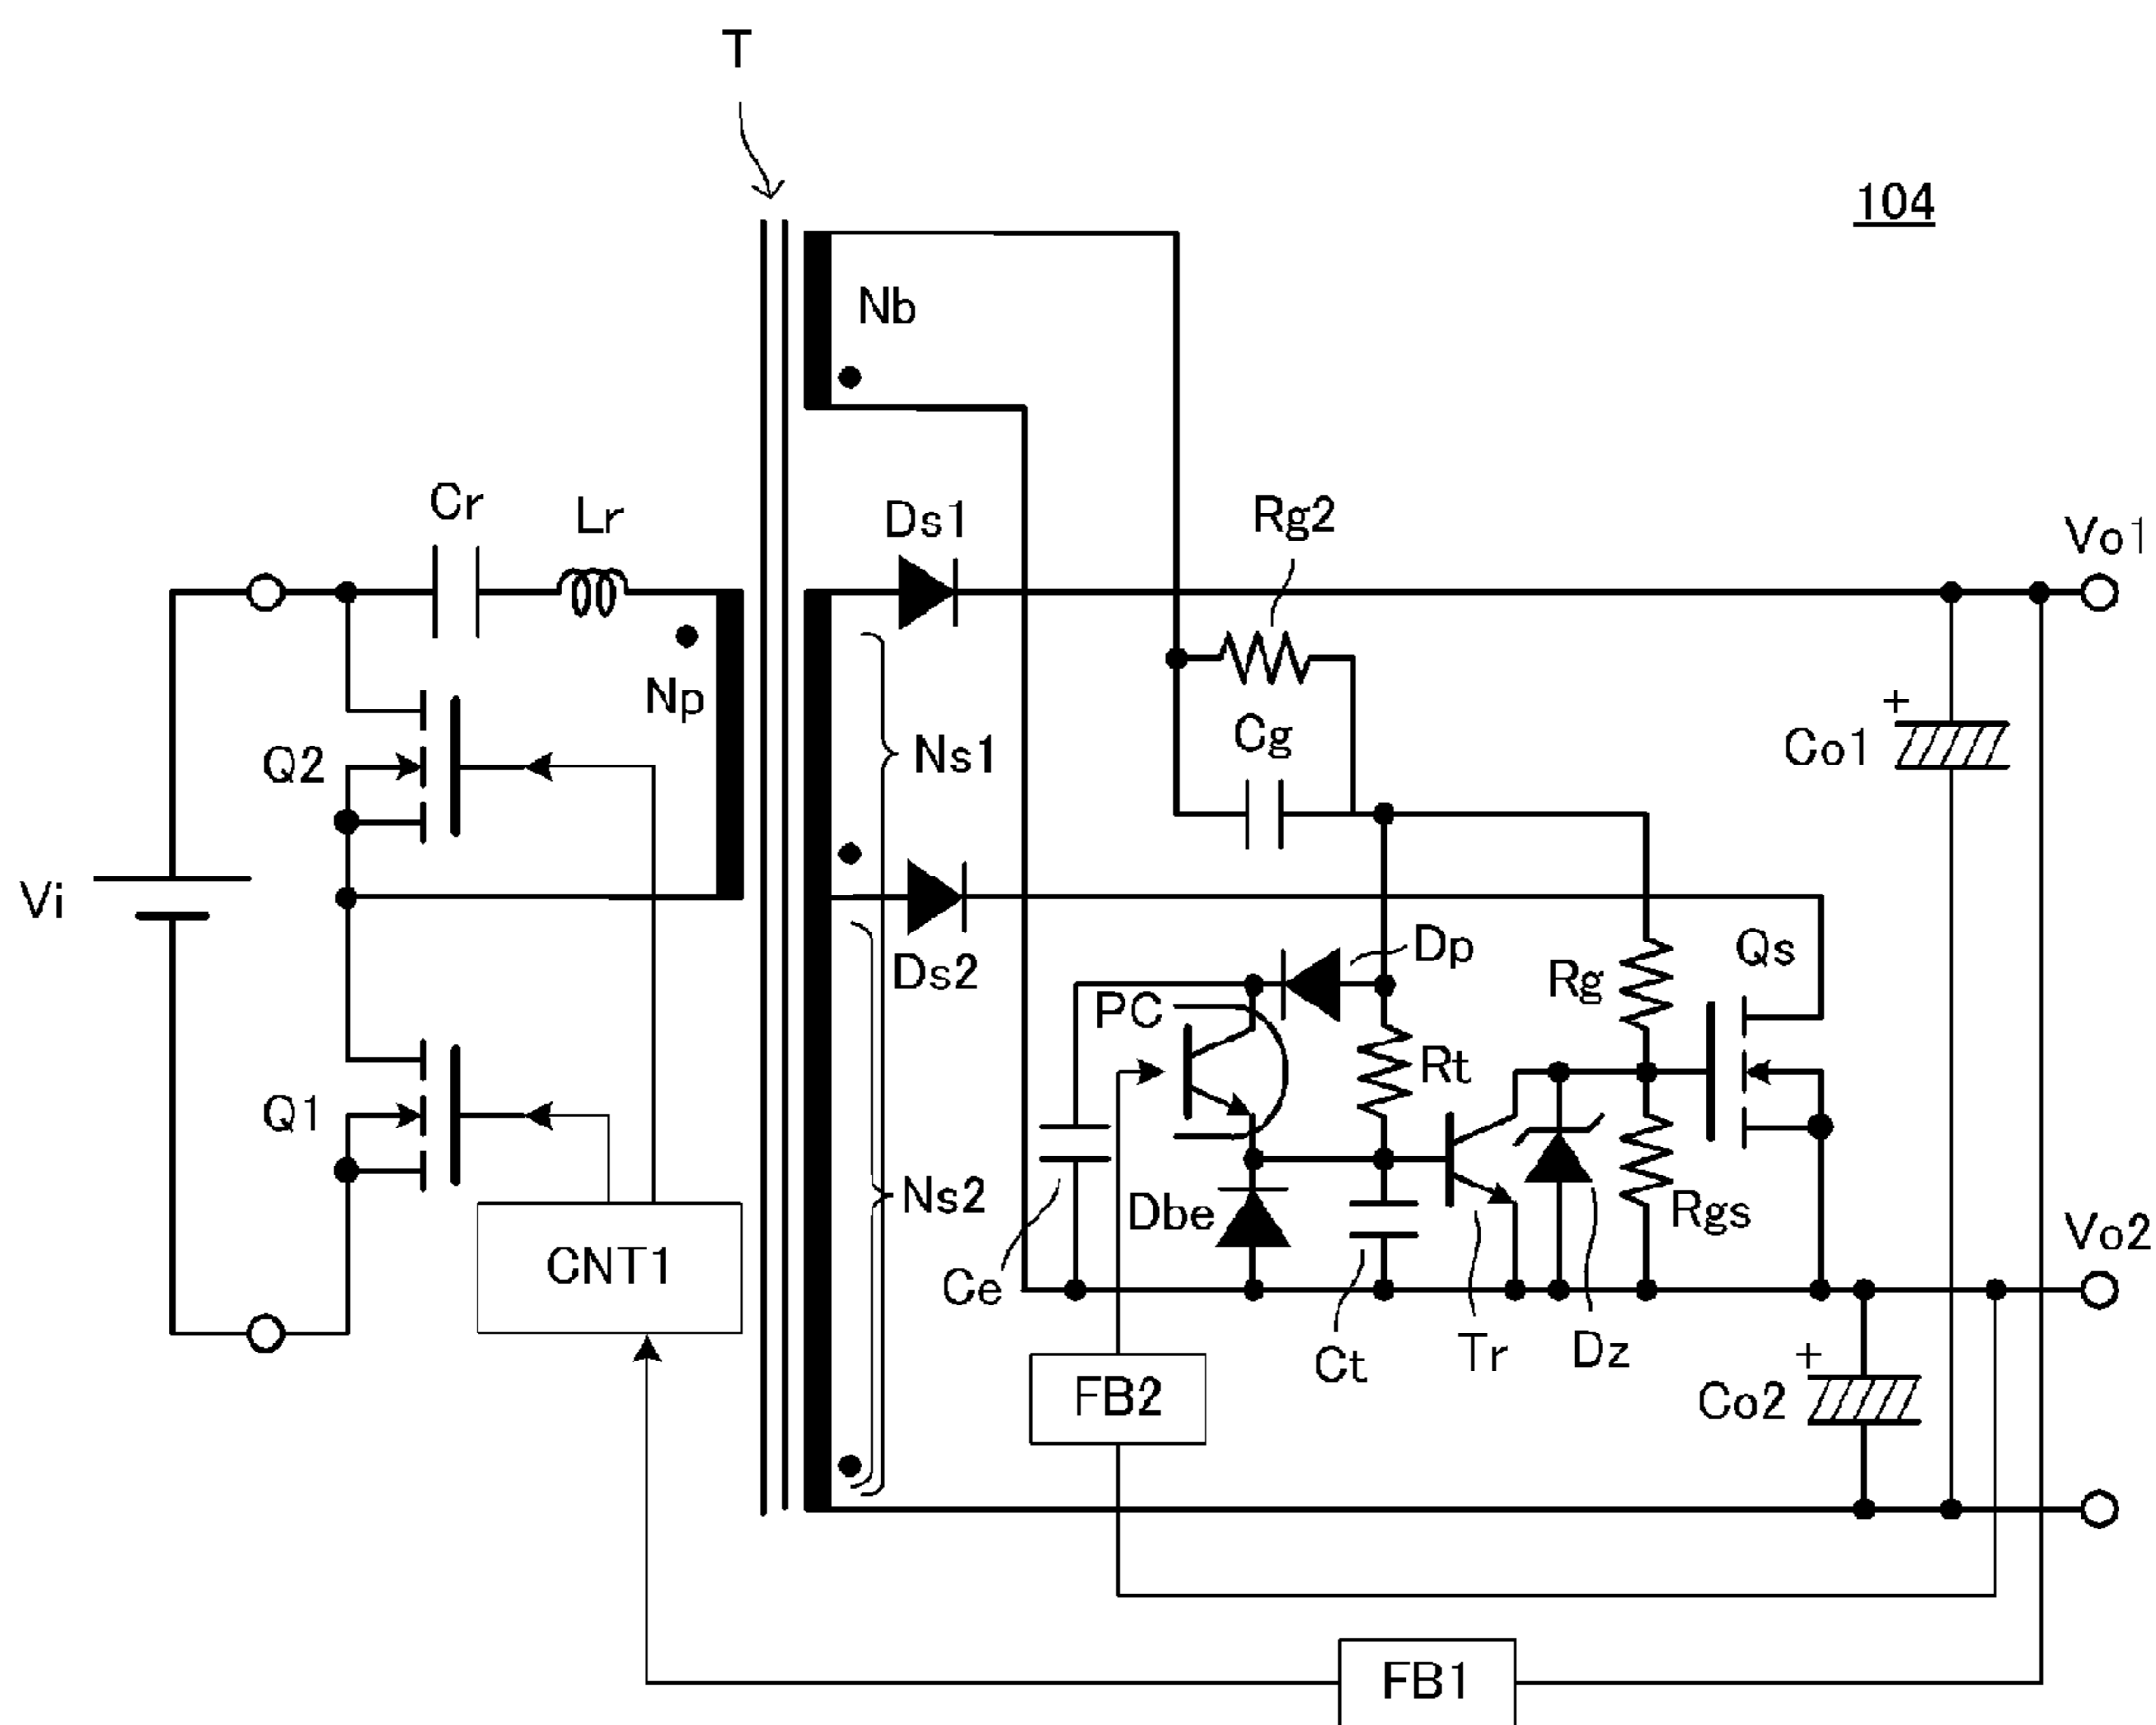 T
104
Nb
Cr
Lr
Ds1
Rg2
Vo1
Np
Cg
+
Co1
Q2
Ns1
Vi
Ds2
Dp
Rg
Qs
PC
Rt
Q1
Ns2
Dbe
Rgs
Vo2
CNT1
Ce
Ct
Tr
Dz
+
Co2
FB2
FB1